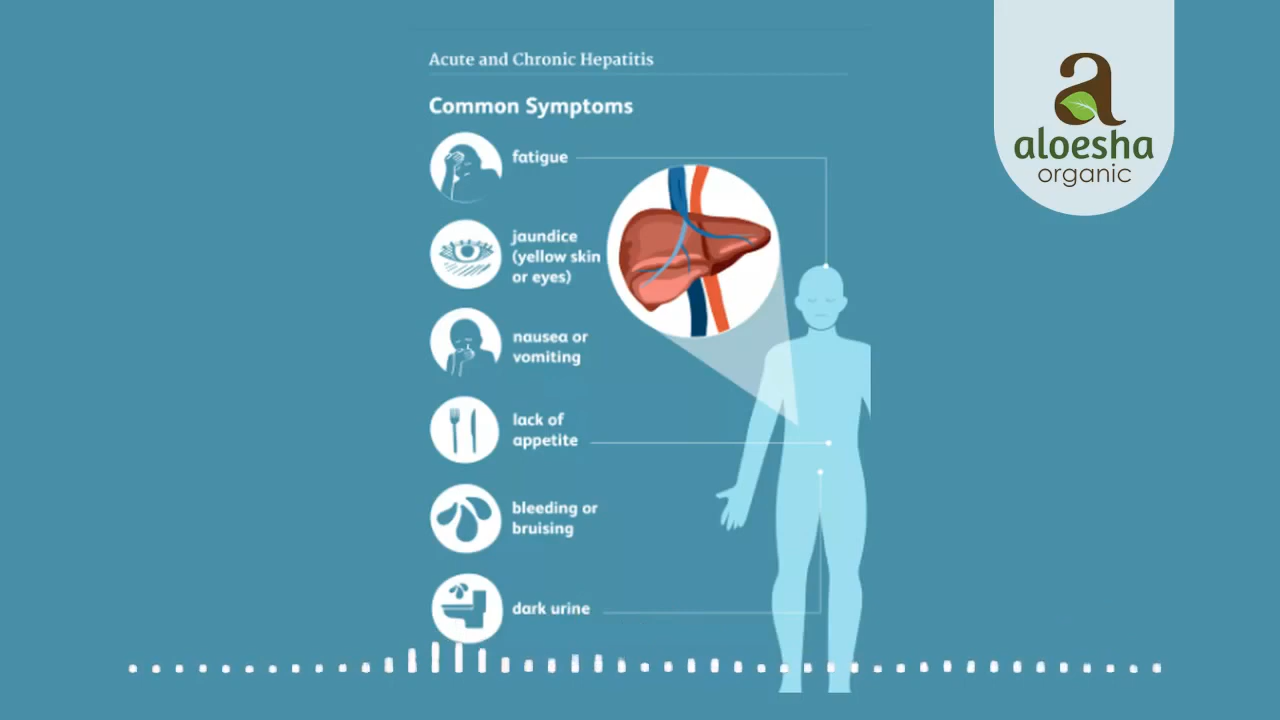 Acute and Chronic Hepatitis
Common Symptoms
fatigue
jaundice
(yellow skin
or eyes)
nausea or
vomiting
lack of
appetite
bleeding or
bruising
dark urine
a
aloesha
organic